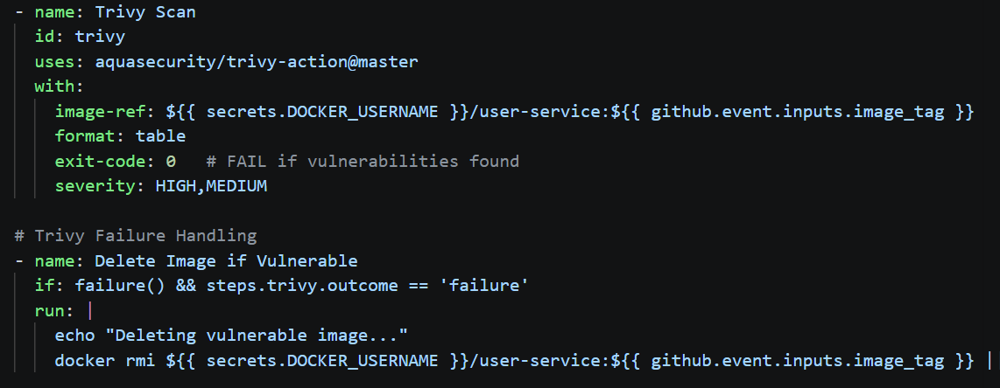 - name: Trivy Scan
  id: trivy
  uses: aquasecurity/trivy-action@master
  with:
    image-ref: ${{ secrets.DOCKER_USERNAME }}/user-service:${{ github.event.inputs.image_tag }}
    format: table
    exit-code: 0   # FAIL if vulnerabilities found
    severity: HIGH,MEDIUM

# Trivy Failure Handling
- name: Delete Image if Vulnerable
  if: failure() && steps.trivy.outcome == 'failure'
  run: |
    echo "Deleting vulnerable image..."
    docker rmi ${{ secrets.DOCKER_USERNAME }}/user-service:${{ github.event.inputs.image_tag }} |